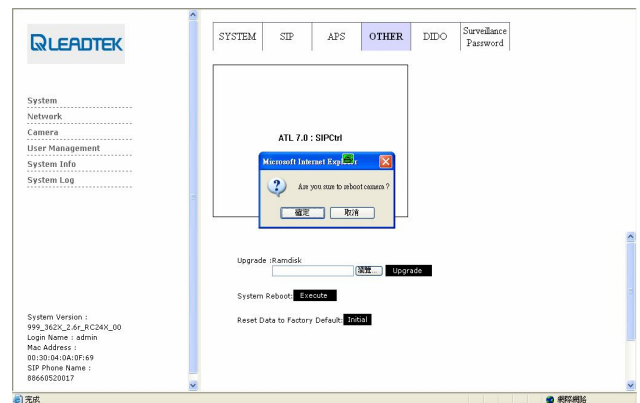 LEADTEK
SYSTEM
SIP
APS
OTHER
DIDO
Surveillance
Password
System
Network
Camera
User Management
System Info
System Log
ATL 7.0 : SIPCtrl
Microsoft Internet
Are you sure to reboot camera ?
確定
取消
Upgrade :Ramdisk
瀏覽... Upgrade
System Reboot: Execute
Reset Data to Factory Default: Initial
System Version :
999_362X_2.6r_RC24X_00
Login Name : admin
Mac Address :
00:30:04:0A:0F:69
SIP Phone Name :
88660520017
完成
網際網路